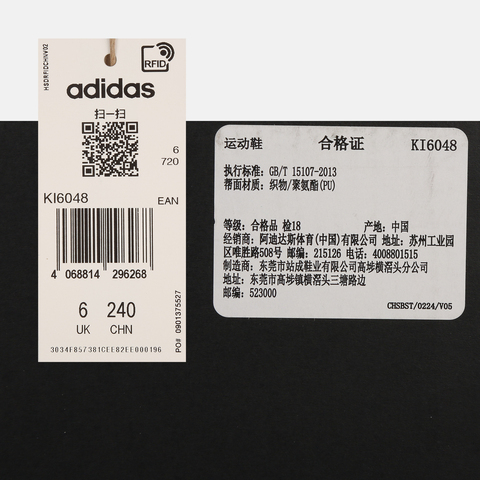 HSDRFIDCHNV02
RFID
adidas
扫一扫
6
720
KI6048
EAN
4 068814 296268
6 240
UK CHN
PO# 0901375527
3034F857381CEE82EE000196
运动鞋 合格证 KI6048
执行标准: GB/T 15107-2013
帮面材质: 织物/聚氨酯(PU)
等级: 合格品 检18 产地: 中国
经销商: 阿迪达斯体育(中国)有限公司 地址: 苏州工业园
区唯胜路508号 邮编: 215126 电话: 4008801515
制造商: 东莞市站成鞋业有限公司高埗横滘头分公司
地址: 东莞市高埗镇横滘头三塘路边
邮编: 523000
CHSBST/0224/V05